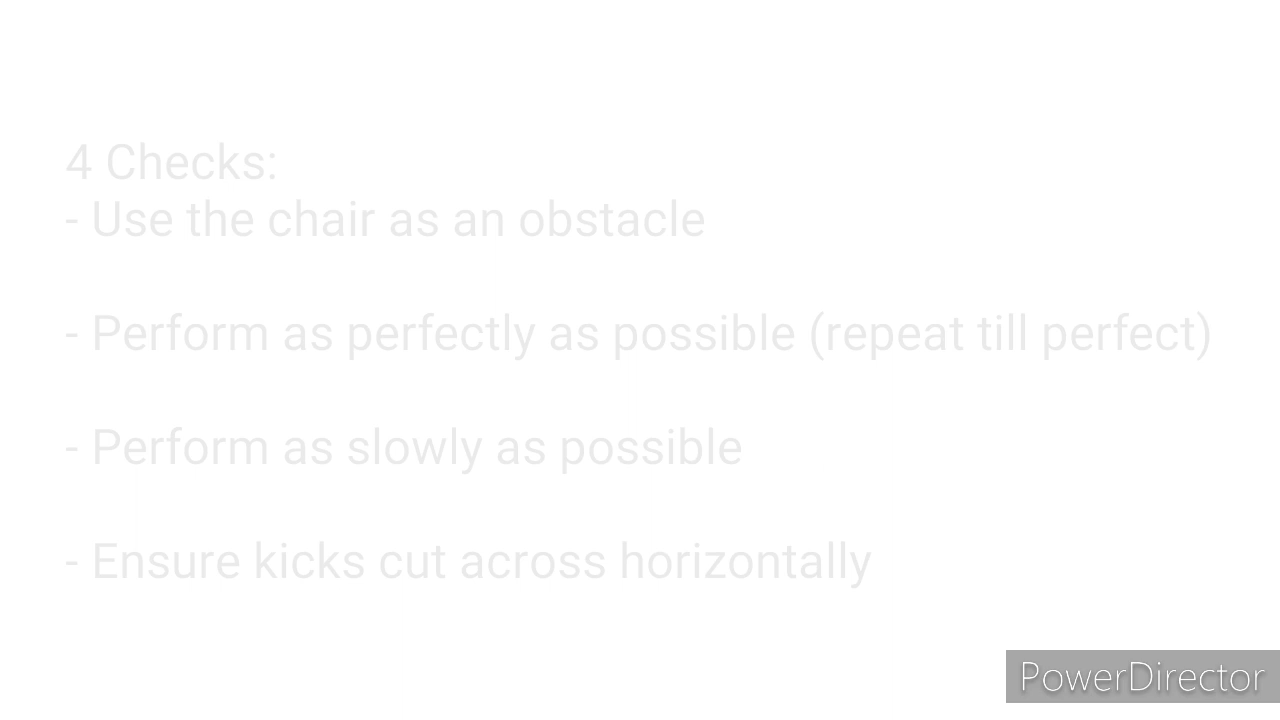 4 Checks:
- Use the chair as an obstacle
- Perform as perfectly as possible (repeat till perfect)
- Perform as slowly as possible
- Ensure kicks cut across horizontally
PowerDirector